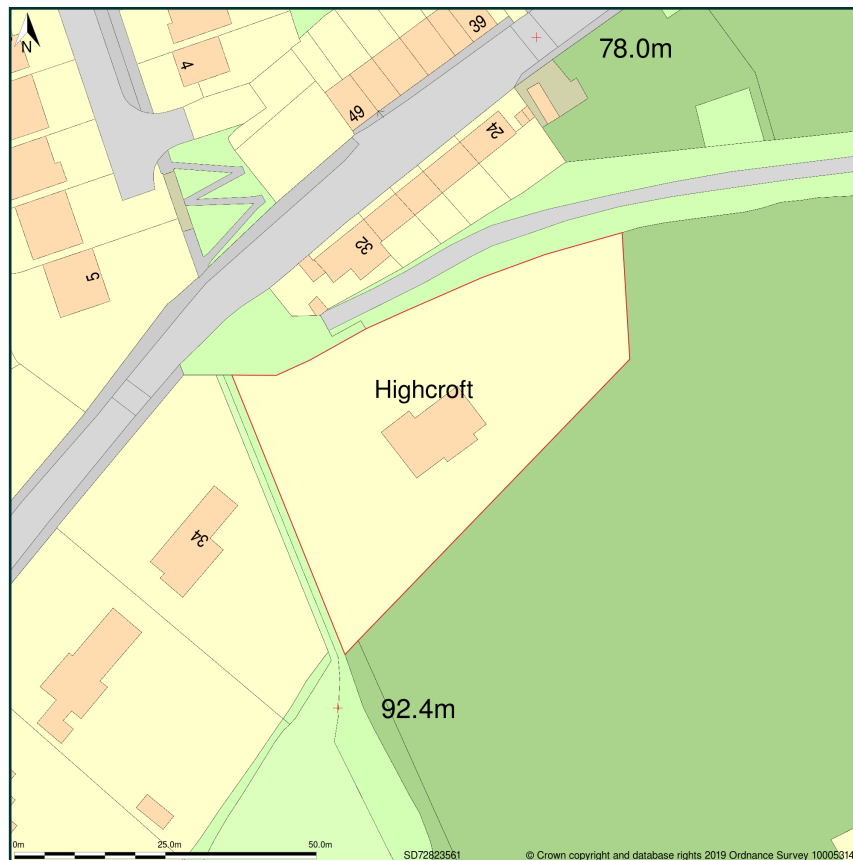 N
39
78.0m
4
49
24
32
5
Highcroft
34
92.4m
0m 25.0m 50.0m
SD72823561 © Crown copyright and database rights 2019 Ordnance Survey 10005314